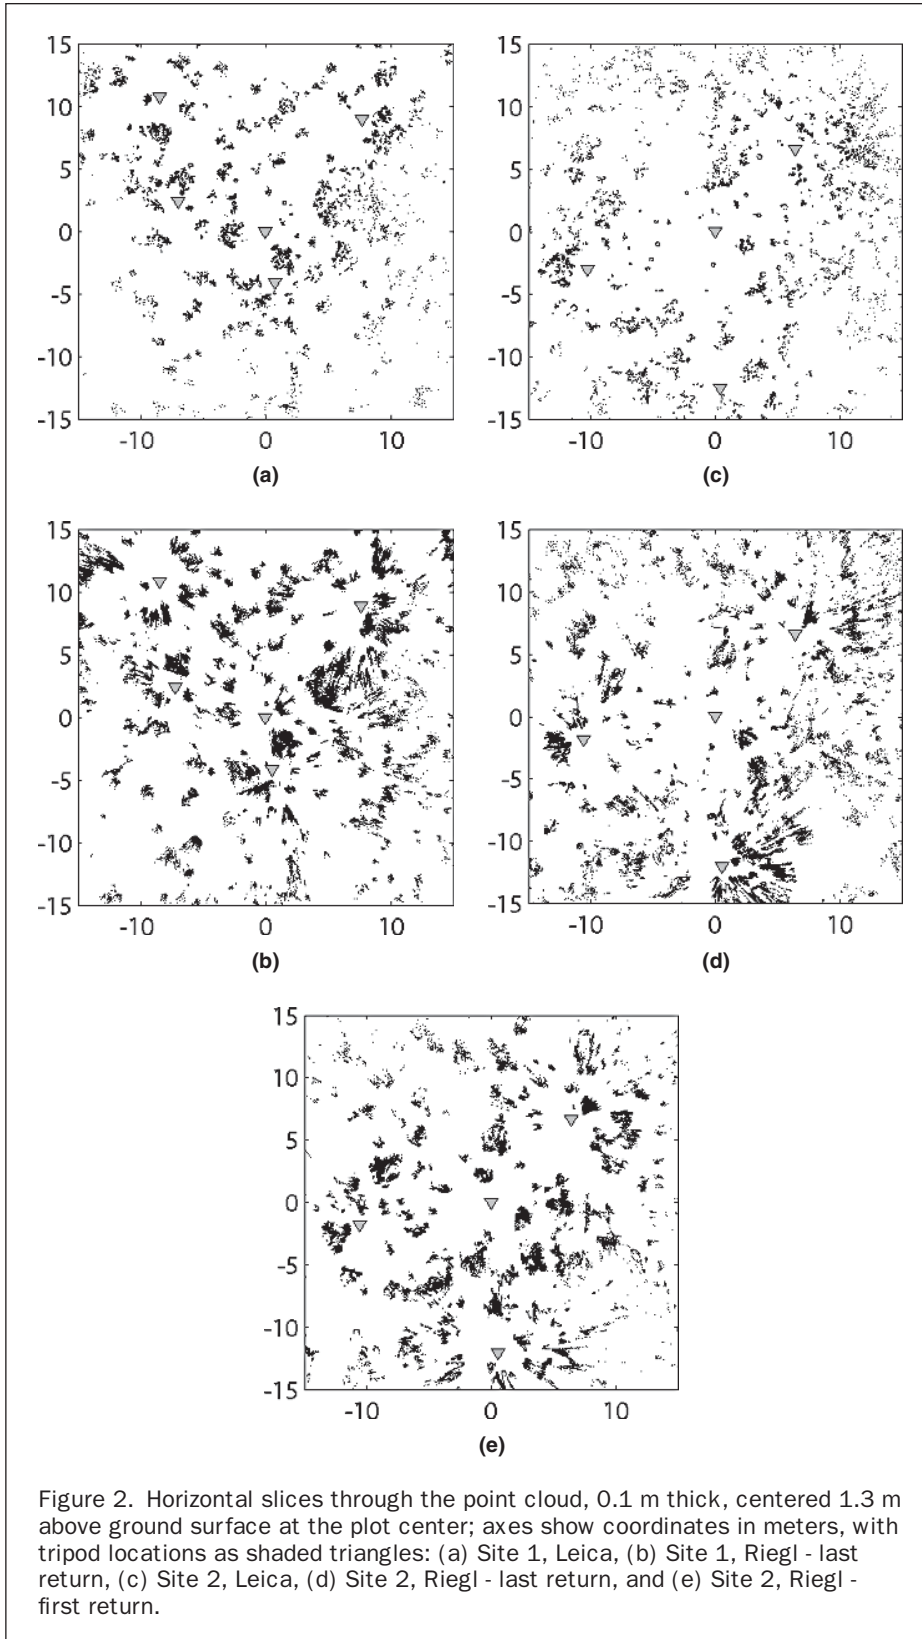 15
10
5
0
-5
-10
-15
-10 0 10
(a)
15
10
5
0
-5
-10
-15
-10 0 10
(c)
15
10
5
0
-5
-10
-15
-10 0 10
(b)
15
10
5
0
-5
-10
-15
-10 0 10
(d)
15
10
5
0
-5
-10
-15
-10 0 10
(e)
Figure 2. Horizontal slices through the point cloud, 0.1 m thick, centered 1.3 m
above ground surface at the plot center; axes show coordinates in meters, with
tripod locations as shaded triangles: (a) Site 1, Leica, (b) Site 1, Riegl - last
return, (c) Site 2, Leica, (d) Site 2, Riegl - last return, and (e) Site 2, Riegl -
first return.